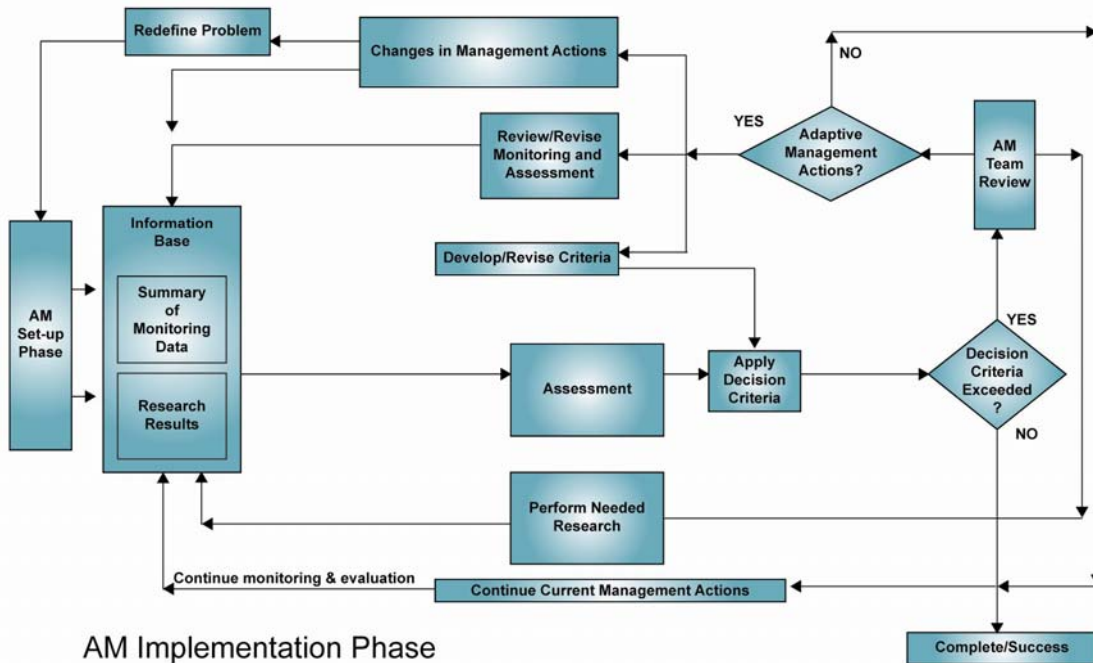 Redefine Problem
Changes in Management Actions
NO
YES
Adaptive
Management
Actions?
AM
Team
Review
Review/Revise
Monitoring and
Assessment
Information
Base
Summary
of
Monitoring
Data
Research
Results
AM
Set-up
Phase
Develop/Revise Criteria
Assessment
Apply
Decision
Criteria
YES
Decision
Criteria
Exceeded
?
NO
Perform Needed
Research
Continue monitoring & evaluation
Continue Current Management Actions
AM Implementation Phase
Complete/Success